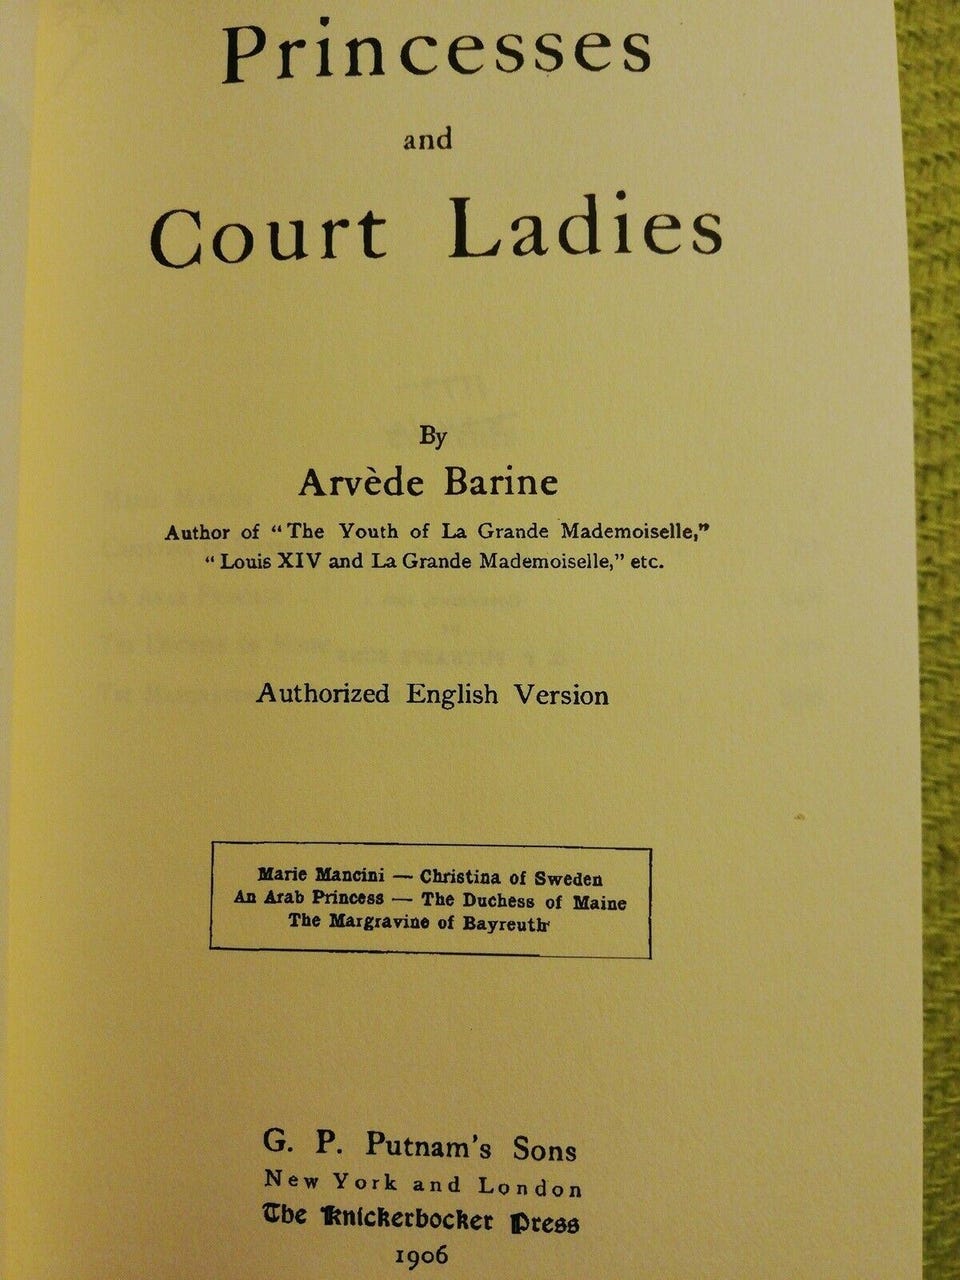 Princesses
and
Court Ladies
By
Arvède Barine
Author of "The Youth of La Grande Mademoiselle,"
"Louis XIV and La Grande Mademoiselle," etc.
Authorized English Version
Marie Mancini — Christina of Sweden
An Arab Princess — The Duchess of Maine
The Margravine of Bayreuth
G. P. Putnam's Sons
New York and London
The Knickerbocker Press
1906